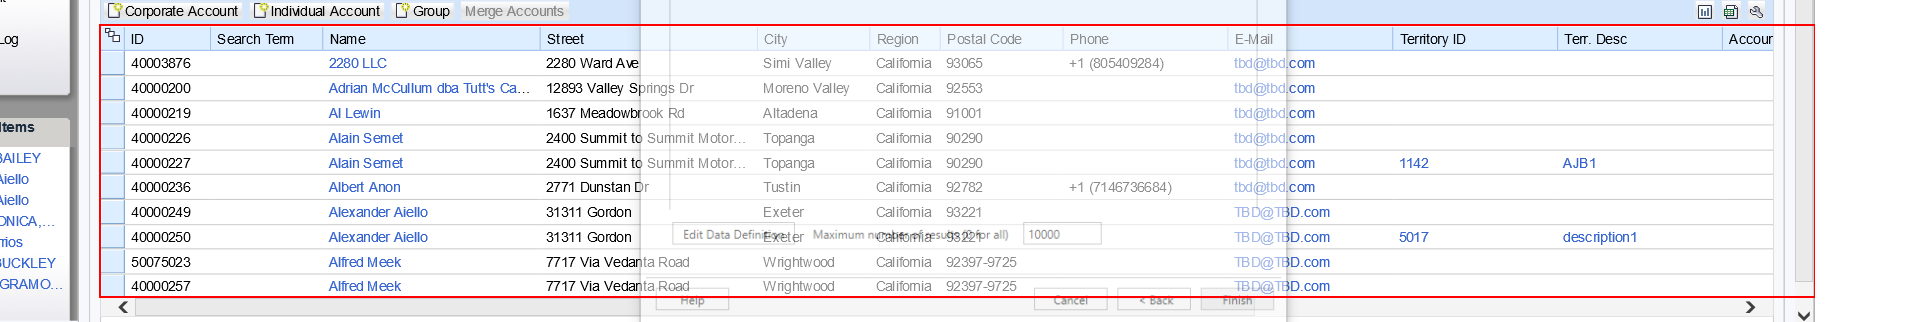 Corporate Account Individual Account Group Merge Accounts
Log
ID Search Term Name Street City Region Postal Code Phone E-Mail Territory ID Terr. Desc Accoun
40003876 2280 LLC 2280 Ward Ave Simi Valley California 93065 +1 (805409284) tbd@tbd.com
40000200 Adrian McCullum dba Tutt's Ca... 12893 Valley Springs Dr Moreno Valley California 92553 tbd@tbd.com
40000219 Al Lewin 1637 Meadowbrook Rd Altadena California 91001 tbd@tbd.com
Items
40000226 Alain Semet 2400 Summit to Summit Motor... Topanga California 90290 tbd@tbd.com
BAILEY
40000227 Alain Semet 2400 Summit to Summit Motor... Topanga California 90290 tbd@tbd.com 1142 AJB1
Aiello
40000236 Albert Anon 2771 Dunstan Dr Tustin California 92782 +1 (7146736684) tbd@tbd.com
Aiello
40000249 Alexander Aiello 31311 Gordon Exeter California 93221 TBD@TBD.com
ONICA,...
40000250 Alexander Aiello 31311 Gordon Exeter California 93221 TBD@TBD.com 5017 description1
Edit Data Definition Maximum number of results (0 for all) 10000
rrios
50075023 Alfred Meek 7717 Via Vedanta Road Wrightwood California 92397-9725 TBD@TBD.com
BUCKLEY
40000257 Alfred Meek 7717 Via Vedanta Road Wrightwood California 92397-9725 TBD@TBD.com
GRAMO...
Help Cancel < Back Finish